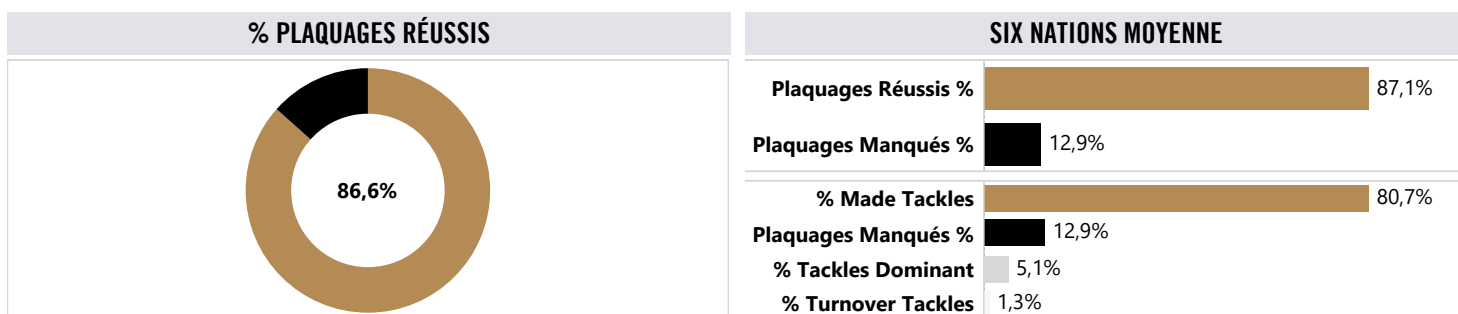 % PLAQUAGES RÉUSSIS
86,6%
SIX NATIONS MOYENNE
Plaquages Réussis % 87,1%
Plaquages Manqués % 12,9%
% Made Tackles 80,7%
Plaquages Manqués % 12,9%
% Tackles Dominant 5,1%
% Turnover Tackles 1,3%